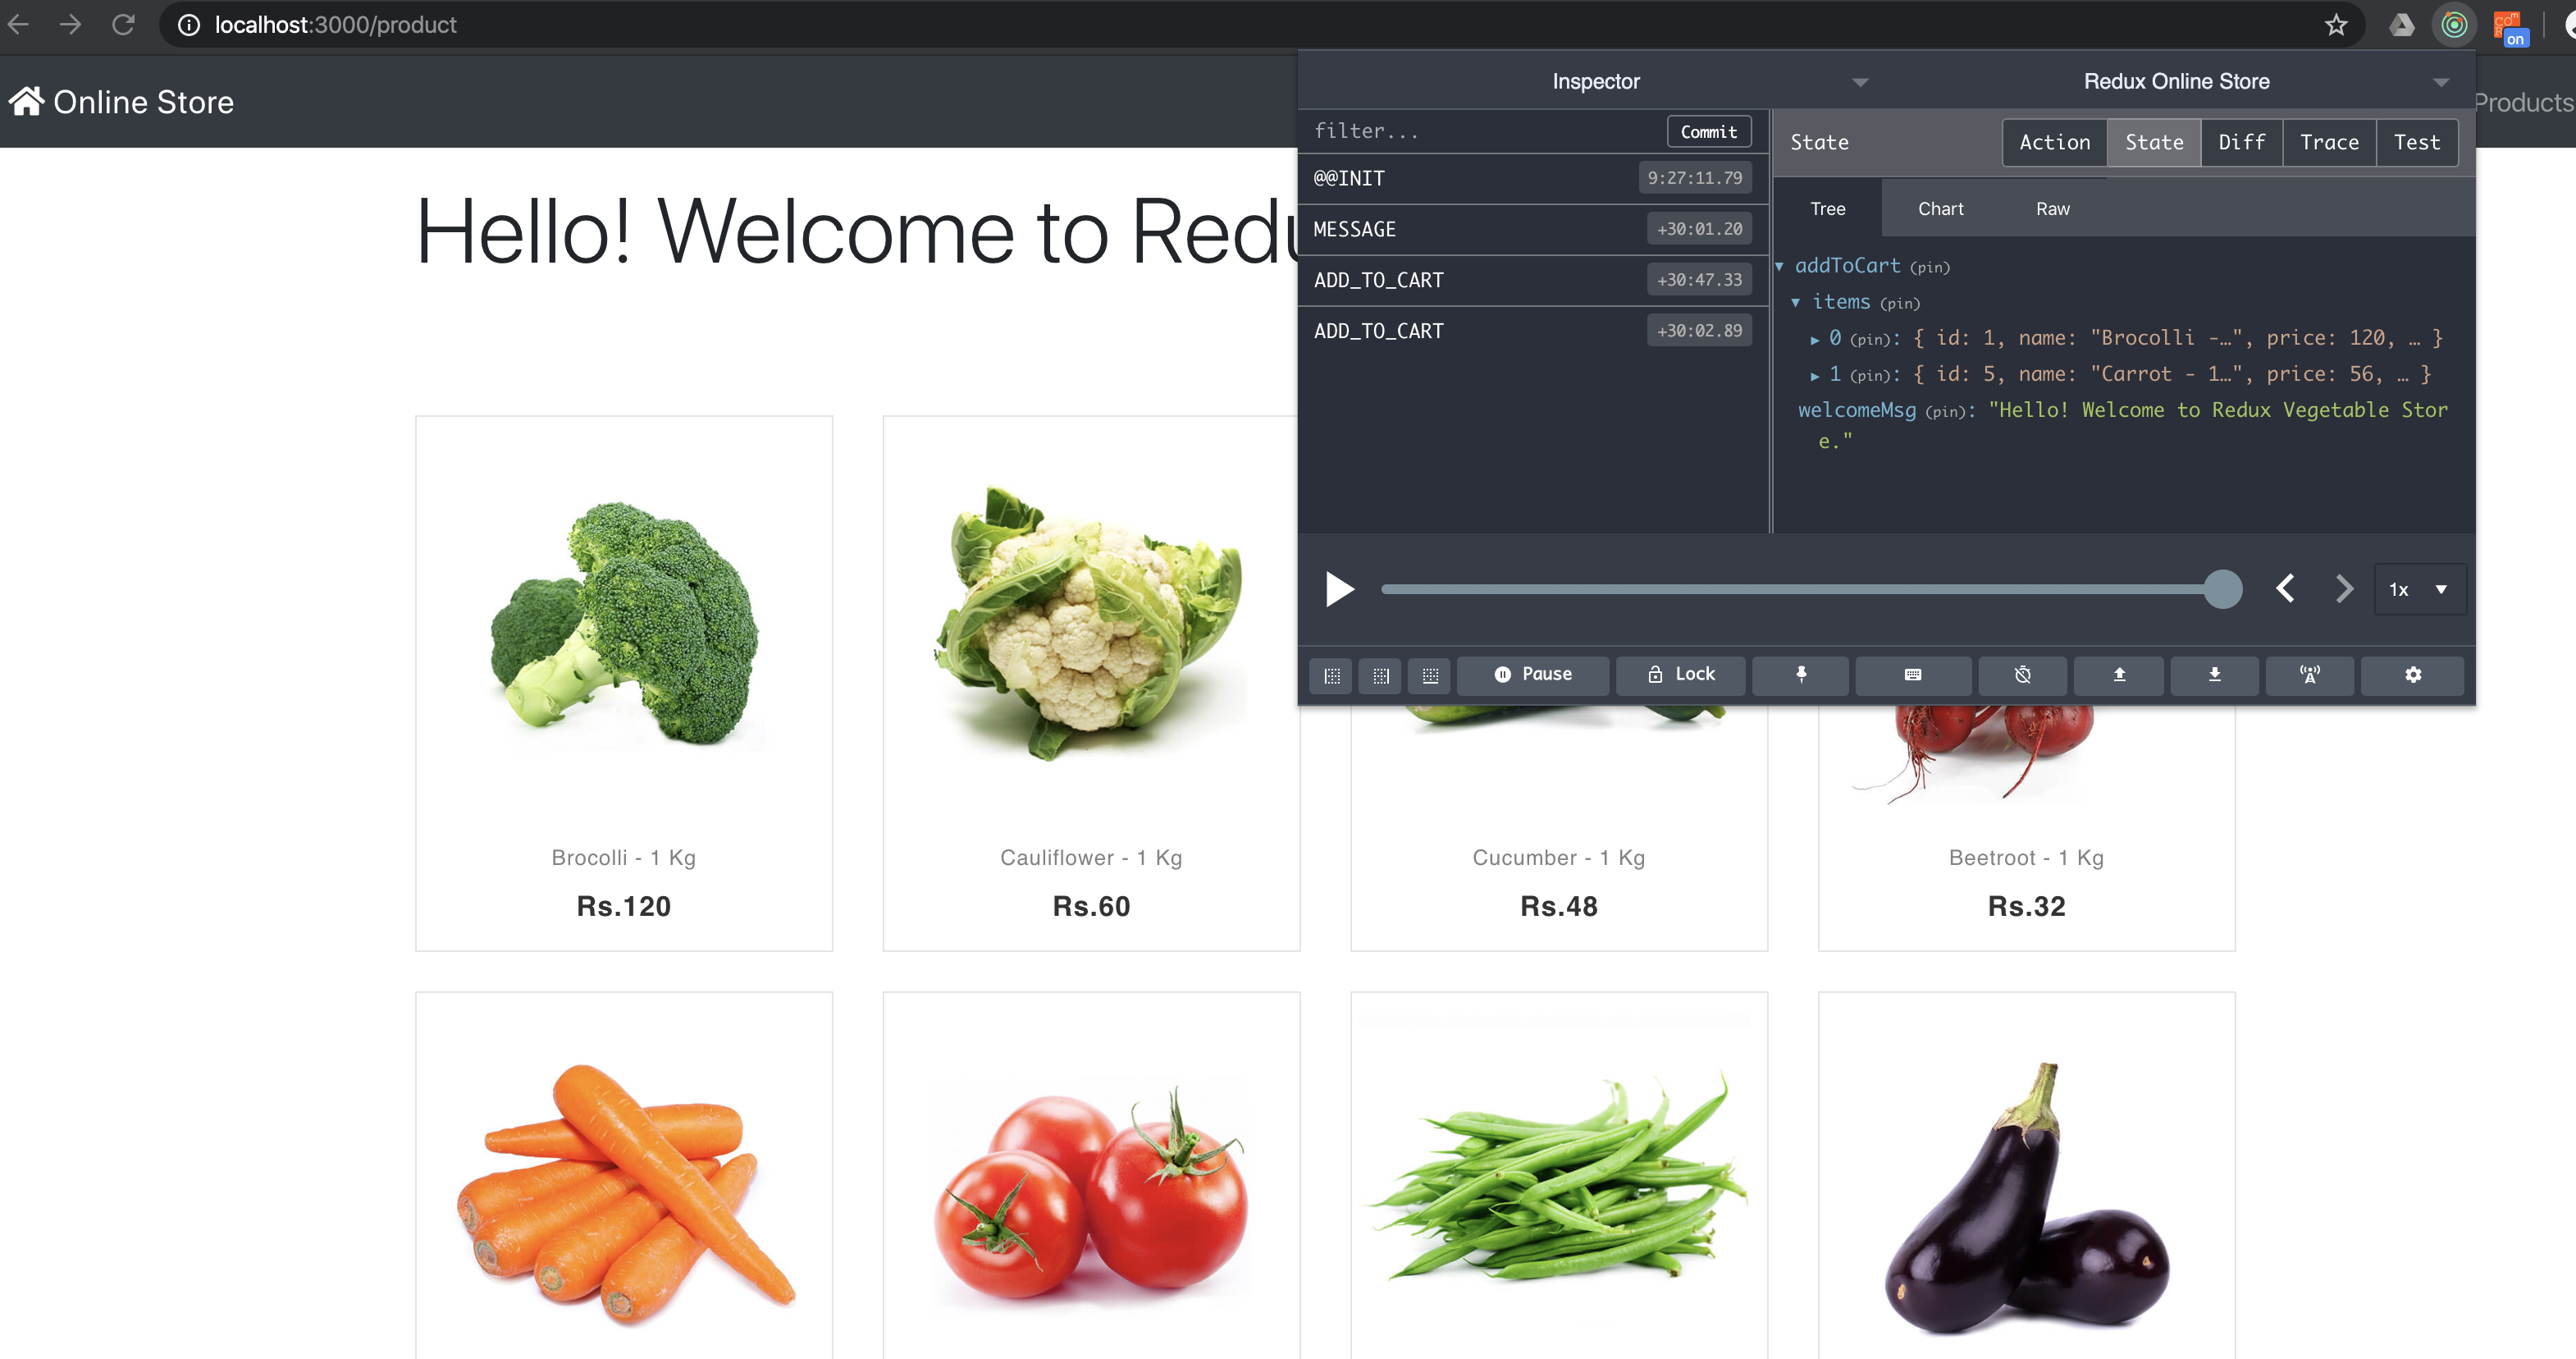 localhost:3000/product
on
Online Store
Products
Hello! Welcome to Redu
Inspector
Redux Online Store
filter...
Commit
@@INIT
9:27:11.79
MESSAGE
+30:01.20
ADD_TO_CART
+30:47.33
ADD_TO_CART
+30:02.89
State
Action
State
Diff
Trace
Test
Tree
Chart
Raw
addToCart (pin)
items (pin)
0 (pin): { id: 1, name: "Brocolli -…", price: 120, … }
1 (pin): { id: 5, name: "Carrot - 1…", price: 56, … }
welcomeMsg (pin): "Hello! Welcome to Redux Vegetable Stor
e."
1x
Pause
Lock
Brocolli - 1 Kg
Rs.120
Cauliflower - 1 Kg
Rs.60
Cucumber - 1 Kg
Rs.48
Beetroot - 1 Kg
Rs.32